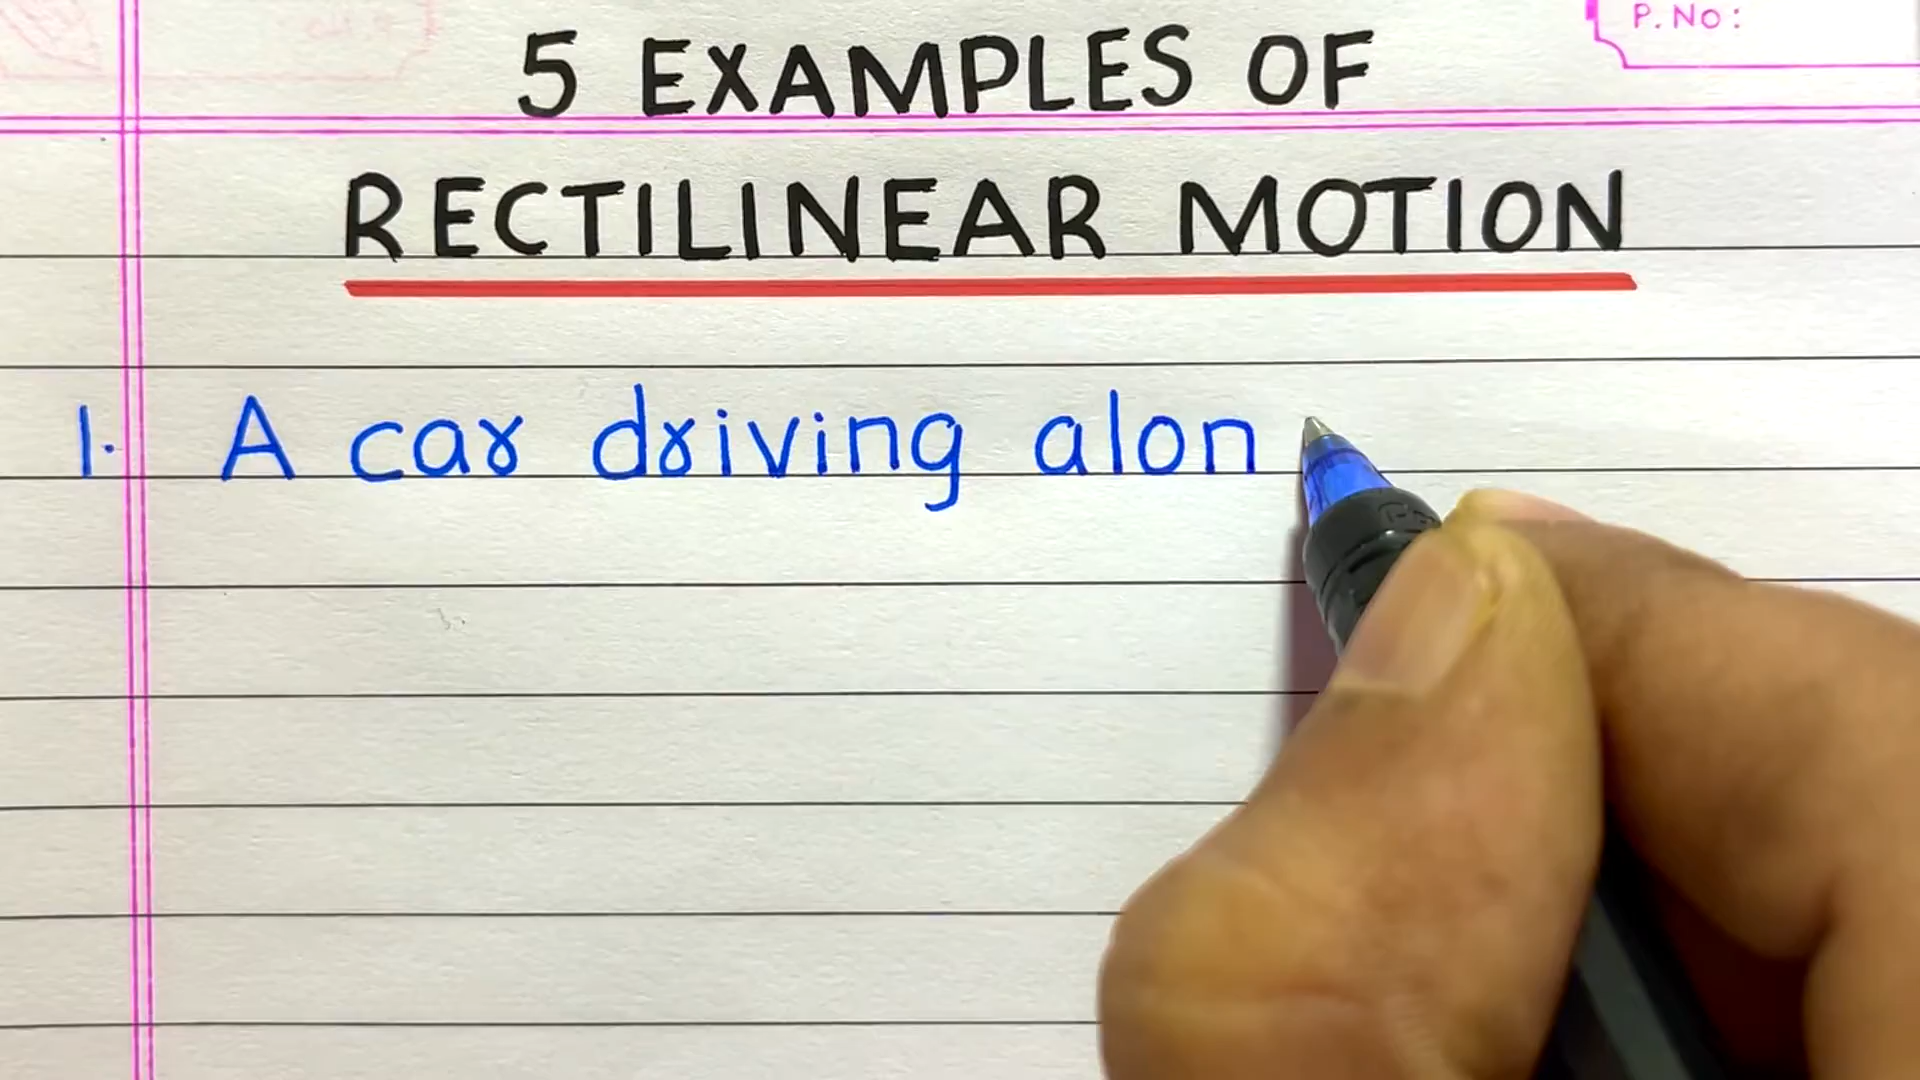 P. No:
5 EXAMPLES OF
RECTILINEAR MOTION
1. A car driving alon